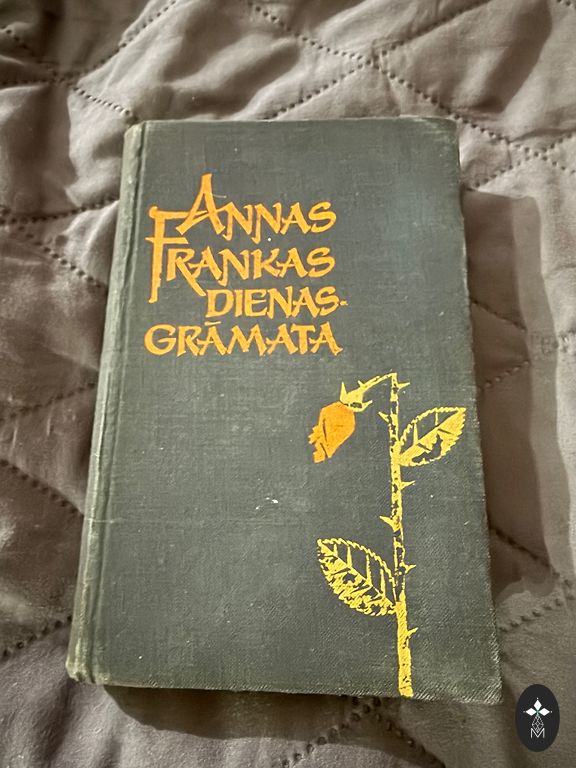 ANNAS
FRANKAS
DIENAS-
GRĀMATA
M